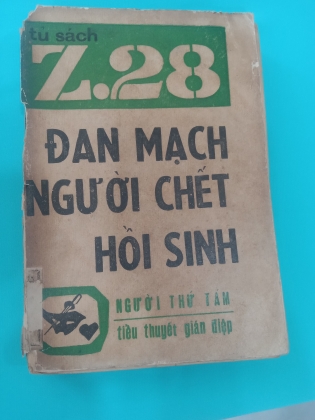 tủ sách
Z.28
ĐAN MẠCH
NGƯỜI CHẾT
HỒI SINH
NGƯỜI THỨ TÁM
tiểu thuyết gián điệp